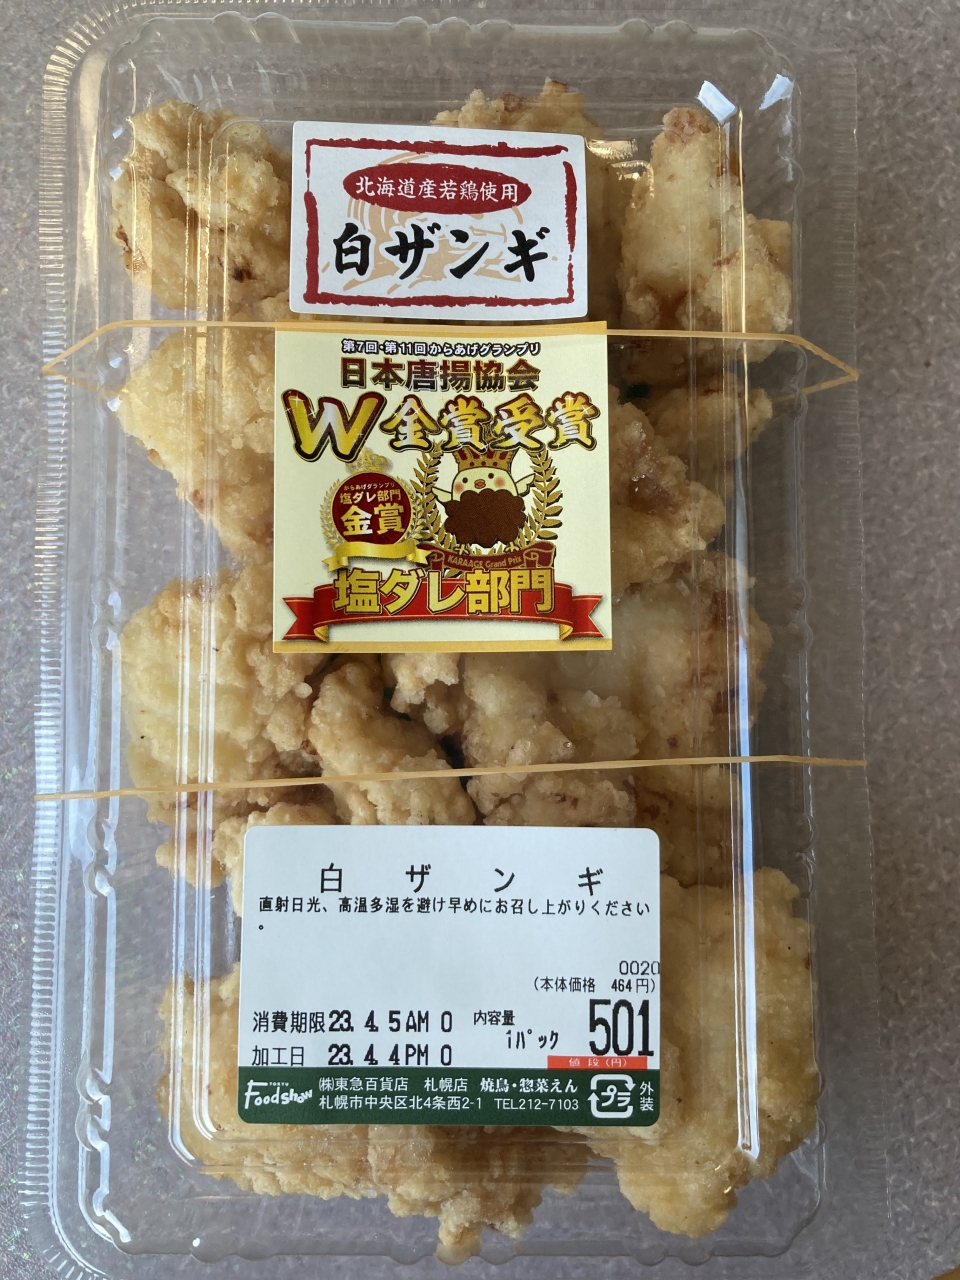 北海道産若鶏使用
白ザンギ
第7回・第11回からあげグランプリ
日本唐揚協会
W金賞受賞
からあげグランプリ
塩ダレ部門
金賞
KARAAGE Grand Prix
塩ダレ部門
白ザンギ
直射日光、高温多湿を避け早めにお召し上がりください
。
0020
(本体価格 464円)
消費期限 23. 4. 5 AM 0 内容量 1パック 501
加工日 23. 4. 4 PM 0 値段(円)
TOKYU Foodshow ㈱東急百貨店 札幌店 焼鳥・惣菜えん
札幌市中央区北4条西2-1 TEL212-7103
プラ 外装